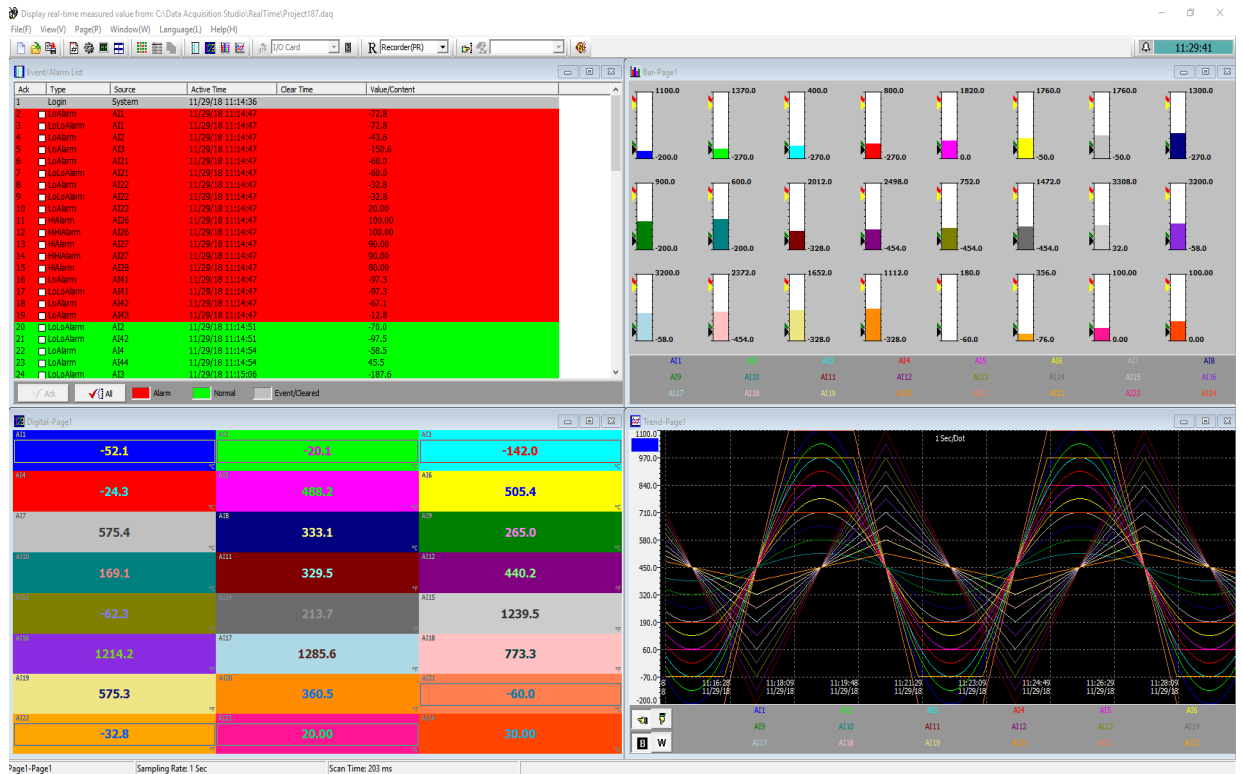 Display real-time measured value from: C:\Data Acquisition Studio\RealTime\Project187.daq
File(F) View(V) Page(P) Window(W) Language(L) Help(H)
I/O Card R Recorder(PR) 11:29:41
Event/Alarm List
Ack Type Source Active Time Clear Time Value/Content
1 Login System 11/29/18 11:14:36
2 LoAlarm AI1 11/29/18 11:14:47 -72.8
3 LoLoAlarm AI1 11/29/18 11:14:47 -72.8
4 LoAlarm AI2 11/29/18 11:14:47 -43.6
5 LoAlarm AI3 11/29/18 11:14:47 -150.6
6 LoAlarm AI21 11/29/18 11:14:47 -60.0
7 LoLoAlarm AI21 11/29/18 11:14:47 -60.0
8 LoAlarm AI22 11/29/18 11:14:47 -32.8
9 LoLoAlarm AI22 11/29/18 11:14:47 -32.8
10 LoAlarm AI23 11/29/18 11:14:47 20.00
11 HiAlarm AI26 11/29/18 11:14:47 100.00
12 HiHiAlarm AI26 11/29/18 11:14:47 100.00
13 HiAlarm AI27 11/29/18 11:14:47 90.00
14 HiHiAlarm AI27 11/29/18 11:14:47 90.00
15 HiAlarm AI28 11/29/18 11:14:47 80.00
16 LoAlarm AI41 11/29/18 11:14:47 -97.3
17 LoLoAlarm AI41 11/29/18 11:14:47 -97.3
18 LoAlarm AI42 11/29/18 11:14:47 -67.1
19 LoAlarm AI43 11/29/18 11:14:47 -12.8
20 LoLoAlarm AI2 11/29/18 11:14:51 -70.0
21 LoLoAlarm AI42 11/29/18 11:14:51 -97.5
22 LoAlarm AI4 11/29/18 11:14:54 -58.5
23 LoAlarm AI44 11/29/18 11:14:54 45.5
24 LoLoAlarm AI3 11/29/18 11:15:06 -187.6
Ack All Alarm Normal Event/Cleared
Bar-Page1
1100.0 1370.0 400.0 800.0 1820.0 1760.0 1760.0 1300.0
-200.0 -270.0 -270.0 -270.0 0.0 -50.0 -50.0 -270.0
900.0 600.0 2012.0 2498.0 752.0 1472.0 3308.0 3200.0
-200.0 -200.0 -328.0 -454.0 -454.0 32.0 -58.0
3200.0 2372.0 1652.0 1112.0 180.0 356.0 100.00 100.00
-58.0 -454.0 -328.0 -328.0 -60.0 -76.0 0.00 0.00
AI1 AI2 AI3 AI4 AI5 AI6 AI7 AI8
AI9 AI10 AI11 AI12 AI13 AI14 AI15 AI16
AI17 AI18 AI19 AI22 AI23 AI24
Digital-Page1
AI1 AI2 AI3
-52.1 -20.1 -142.0
°C °C °C
AI4 AI5 AI6
-24.3 488.2 505.4
°C °C °C
AI7 AI8 AI9
575.4 333.1 265.0
°C °C °C
AI10 AI11 AI12
169.1 329.5 440.2
°C °F °F
AI13 AI14 AI15
-62.3 213.7 1239.5
°F °F °F
AI16 AI17 AI18
1214.2 1285.6 773.3
°F °F °F
AI19 AI20 AI21
575.3 360.5 -60.0
°F °F °C
AI22 AI23 AI24
-32.8 20.00 30.00
°F % %
Trend-Page1
1100.0 1 Sec/Dot
970.0
840.0
710.0
580.0
450.0
320.0
190.0
60.0
-70.0
-200.0
11:16:28 11:18:09 11:19:48 11:21:29 11:23:09 11:24:49 11:26:29 11:28:09
11/29/18 11/29/18 11/29/18 11/29/18 11/29/18 11/29/18 11/29/18 11/29/18
AI1 AI3 AI4 AI5 AI6
AI9 AI10 AI11 AI12 AI13 AI14
AI17 AI18 AI19
B W
Page1-Page1 Sampling Rate: 1 Sec Scan Time: 203 ms